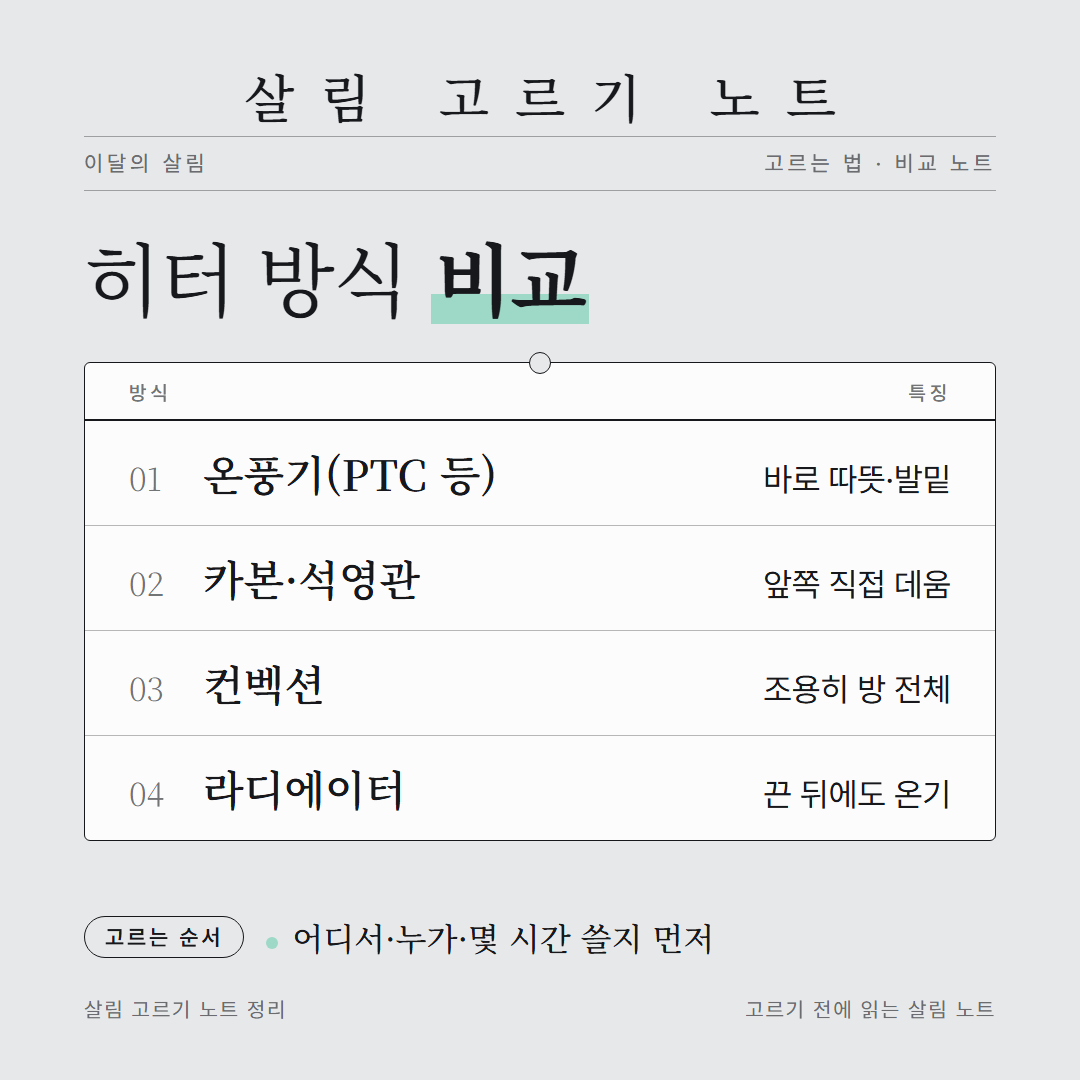 살림 고르기 노트
이달의 살림
고르는 법 · 비교 노트
히터 방식 비교
방식
특징
01 온풍기(PTC 등) 바로 따뜻·발밑
02 카본·석영관 앞쪽 직접 데움
03 컨벡션 조용히 방 전체
04 라디에이터 끈 뒤에도 온기
고르는 순서
어디서·누가·몇 시간 쓸지 먼저
살림 고르기 노트 정리
고르기 전에 읽는 살림 노트